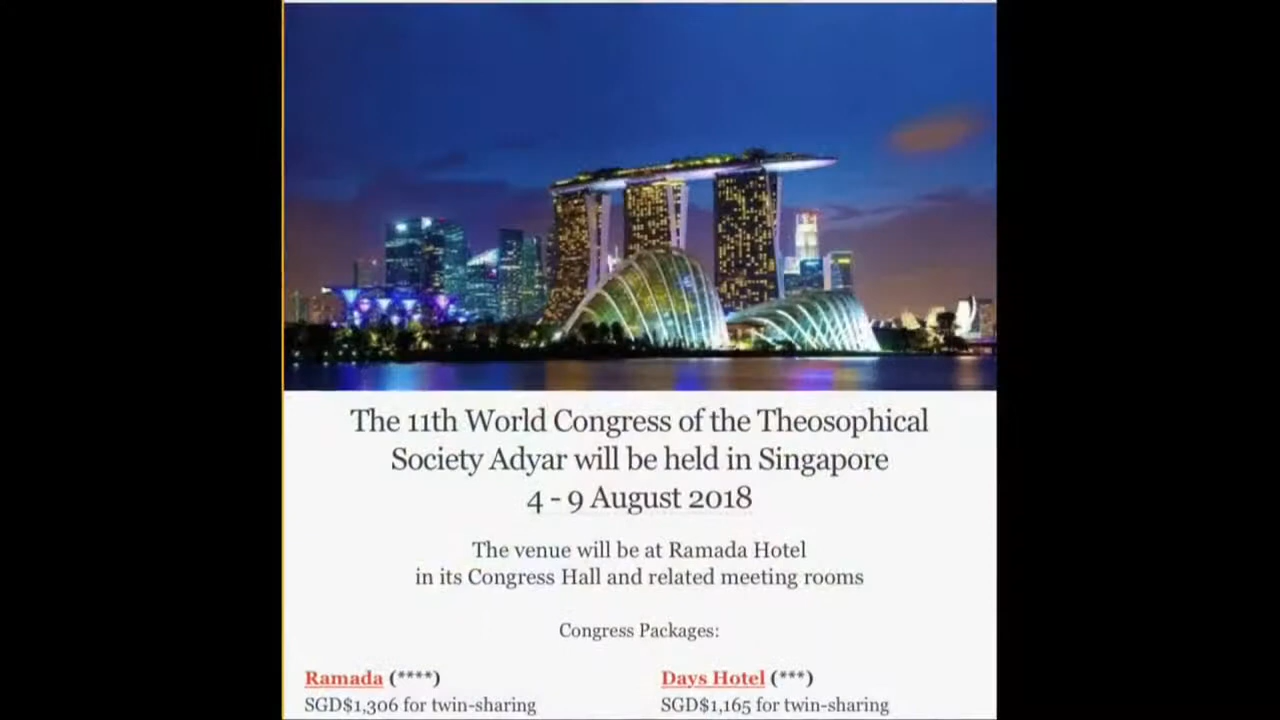 The 11th World Congress of the Theosophical
Society Adyar will be held in Singapore
4 - 9 August 2018
The venue will be at Ramada Hotel
in its Congress Hall and related meeting rooms
Congress Packages:
Ramada (****)
SGD$1,306 for twin-sharing
Days Hotel (***)
SGD$1,165 for twin-sharing